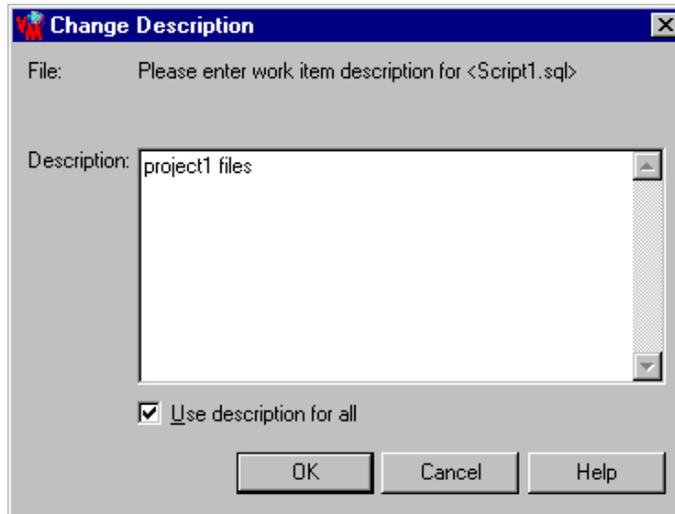 VM Change Description
File: Please enter work item description for <Script1.sql>
Description: project1 files
Use description for all
OK Cancel Help